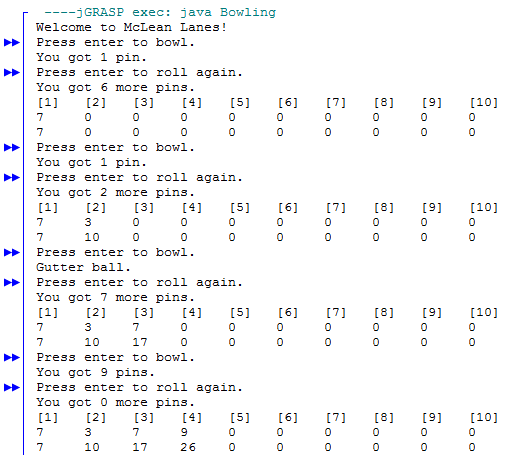 ----jGRASP exec: java Bowling
Welcome to McLean Lanes!
Press enter to bowl.
You got 1 pin.
Press enter to roll again.
You got 6 more pins.
[1] [2] [3] [4] [5] [6] [7] [8] [9] [10]
7 0 0 0 0 0 0 0 0 0
7 0 0 0 0 0 0 0 0 0
Press enter to bowl.
You got 1 pin.
Press enter to roll again.
You got 2 more pins.
[1] [2] [3] [4] [5] [6] [7] [8] [9] [10]
7 3 0 0 0 0 0 0 0 0
7 10 0 0 0 0 0 0 0 0
Press enter to bowl.
Gutter ball.
Press enter to roll again.
You got 7 more pins.
[1] [2] [3] [4] [5] [6] [7] [8] [9] [10]
7 3 7 0 0 0 0 0 0 0
7 10 17 0 0 0 0 0 0 0
Press enter to bowl.
You got 9 pins.
Press enter to roll again.
You got 0 more pins.
[1] [2] [3] [4] [5] [6] [7] [8] [9] [10]
7 3 7 9 0 0 0 0 0 0
7 10 17 26 0 0 0 0 0 0